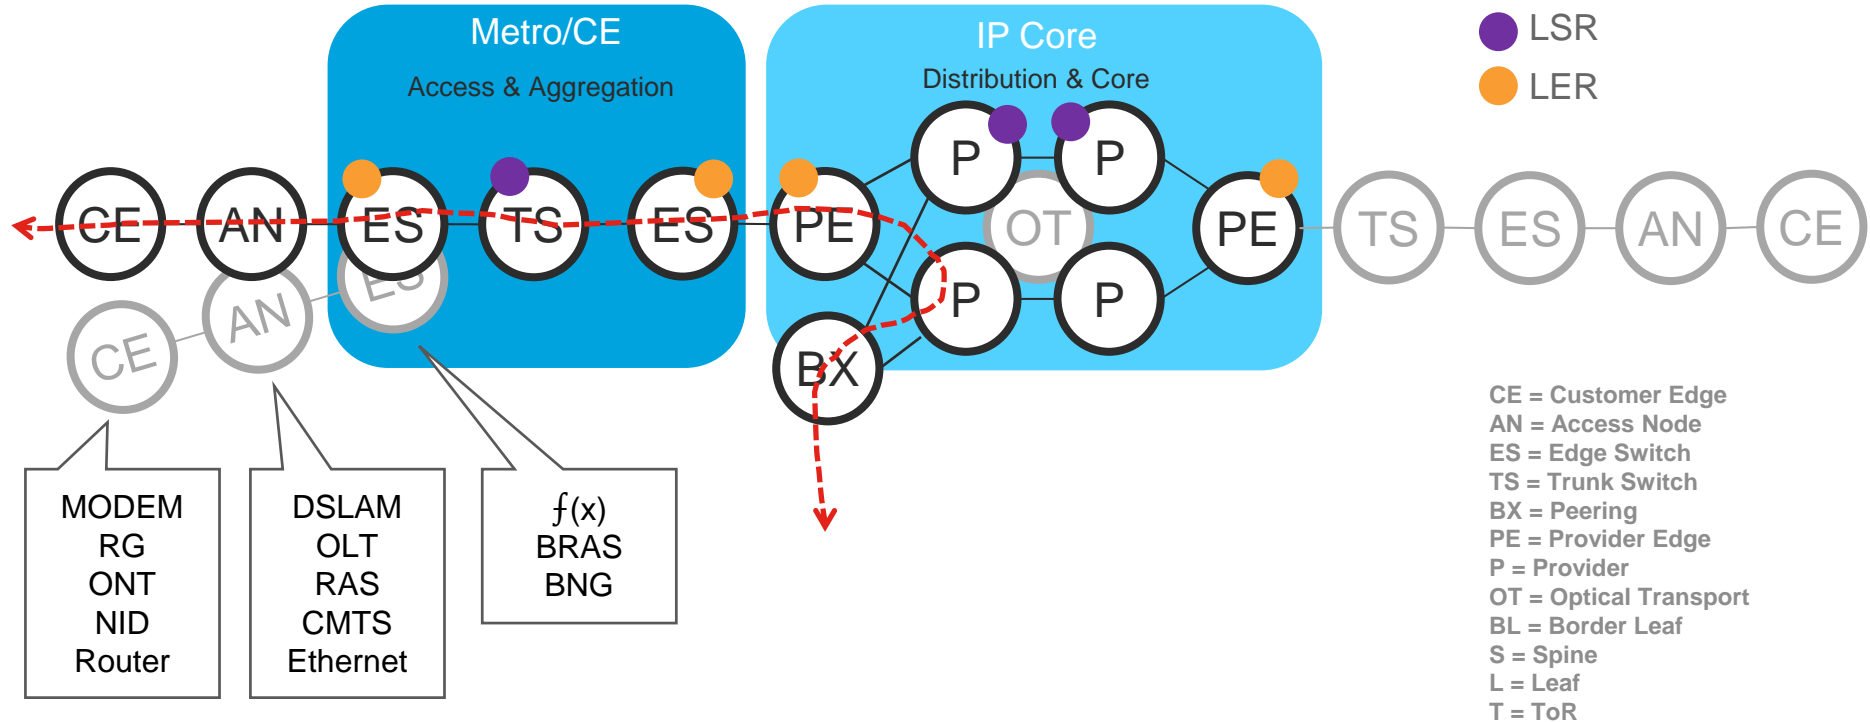 Metro/CE
Access & Aggregation
IP Core
Distribution & Core
LSR
LER
P
P
CE
AN
ES
TS
ES
PE
OT
PE
TS
ES
AN
CE
ES
AN
CE
P
P
BX
MODEM
RG
ONT
NID
Router
DSLAM
OLT
RAS
CMTS
Ethernet
ƒ(x)
BRAS
BNG
CE = Customer Edge
AN = Access Node
ES = Edge Switch
TS = Trunk Switch
BX = Peering
PE = Provider Edge
P = Provider
OT = Optical Transport
BL = Border Leaf
S = Spine
L = Leaf
T = ToR